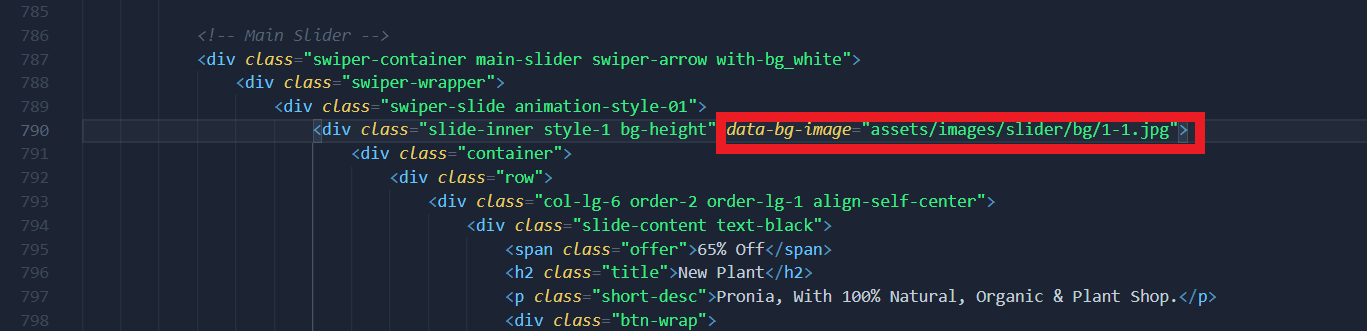 785
786 <!-- Main Slider -->
787 <div class="swiper-container main-slider swiper-arrow with-bg_white">
788 <div class="swiper-wrapper">
789 <div class="swiper-slide animation-style-01">
790 <div class="slide-inner style-1 bg-height" data-bg-image="assets/images/slider/bg/1-1.jpg">
791 <div class="container">
792 <div class="row">
793 <div class="col-lg-6 order-2 order-lg-1 align-self-center">
794 <div class="slide-content text-black">
795 <span class="offer">65% Off</span>
796 <h2 class="title">New Plant</h2>
797 <p class="short-desc">Pronia, With 100% Natural, Organic & Plant Shop.</p>
798 <div class="btn-wrap">